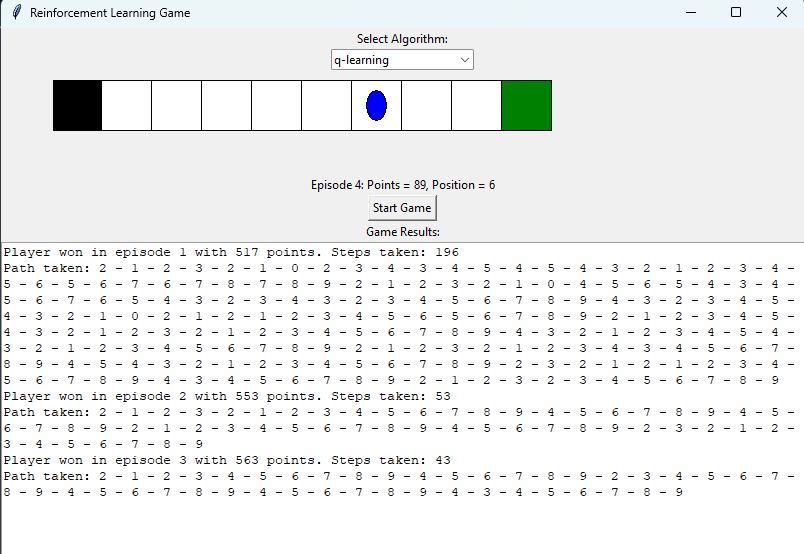 Reinforcement Learning Game
Select Algorithm:
q-learning
Episode 4: Points = 89, Position = 6
Start Game
Game Results:
Player won in episode 1 with 517 points. Steps taken: 196
Path taken: 2 - 1 - 2 - 3 - 2 - 1 - 0 - 2 - 3 - 4 - 3 - 4 - 5 - 4 - 5 - 4 - 3 - 2 - 1 - 2 - 3 - 4 -
5 - 6 - 5 - 6 - 7 - 6 - 7 - 8 - 7 - 8 - 9 - 2 - 1 - 2 - 3 - 2 - 1 - 0 - 4 - 5 - 6 - 5 - 4 - 3 - 4 -
5 - 6 - 7 - 6 - 5 - 4 - 3 - 2 - 3 - 4 - 3 - 2 - 3 - 4 - 5 - 6 - 7 - 8 - 9 - 4 - 3 - 2 - 3 - 4 - 5 -
4 - 3 - 2 - 1 - 0 - 2 - 1 - 2 - 1 - 2 - 3 - 4 - 5 - 6 - 5 - 6 - 7 - 8 - 9 - 2 - 1 - 2 - 3 - 4 - 5 -
4 - 3 - 2 - 1 - 2 - 3 - 2 - 1 - 2 - 3 - 4 - 5 - 6 - 7 - 8 - 9 - 4 - 3 - 2 - 1 - 2 - 3 - 4 - 5 - 4 -
3 - 2 - 1 - 2 - 3 - 4 - 5 - 6 - 7 - 8 - 9 - 2 - 1 - 2 - 3 - 2 - 1 - 2 - 3 - 4 - 3 - 4 - 5 - 6 - 7 -
8 - 9 - 4 - 5 - 4 - 3 - 2 - 1 - 2 - 3 - 4 - 5 - 6 - 7 - 8 - 9 - 2 - 3 - 2 - 1 - 2 - 1 - 2 - 3 - 4 -
5 - 6 - 7 - 8 - 9 - 4 - 3 - 4 - 5 - 6 - 7 - 8 - 9 - 2 - 1 - 2 - 3 - 2 - 3 - 4 - 5 - 6 - 7 - 8 - 9
Player won in episode 2 with 553 points. Steps taken: 53
Path taken: 2 - 1 - 2 - 3 - 2 - 1 - 2 - 3 - 4 - 5 - 6 - 7 - 8 - 9 - 4 - 5 - 6 - 7 - 8 - 9 - 4 - 5 -
6 - 7 - 8 - 9 - 2 - 1 - 2 - 3 - 4 - 5 - 6 - 7 - 8 - 9 - 4 - 5 - 6 - 7 - 8 - 9 - 2 - 3 - 2 - 1 - 2 -
3 - 4 - 5 - 6 - 7 - 8 - 9
Player won in episode 3 with 563 points. Steps taken: 43
Path taken: 2 - 1 - 2 - 3 - 4 - 5 - 6 - 7 - 8 - 9 - 4 - 5 - 6 - 7 - 8 - 9 - 2 - 3 - 4 - 5 - 6 - 7 -
8 - 9 - 4 - 5 - 6 - 7 - 8 - 9 - 4 - 5 - 6 - 7 - 8 - 9 - 4 - 3 - 4 - 5 - 6 - 7 - 8 - 9